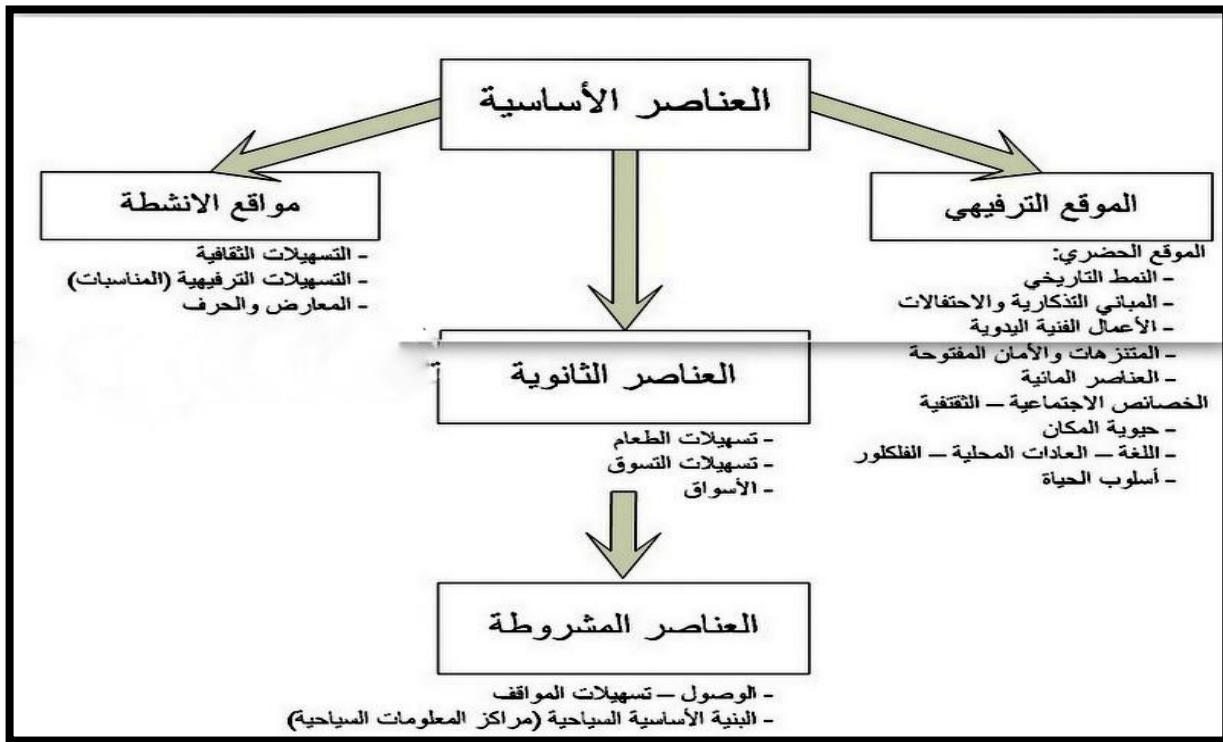 العناصر الأساسية
الموقع الترفيهي
الموقع الحضري:
- النمط التاريخي
- المباني التذكارية والاحتفالات
- الأعمال الفنية اليدوية
- المتنزهات والأمان المفتوحة
- العناصر المائية
الخصائص الاجتماعية – الثقتفية
- حيوية المكان
- اللغة – العادات المحلية – الفلكلور
- أسلوب الحياة
مواقع الانشطة
- التسهيلات الثقافية
- التسهيلات الترفيهية (المناسبات)
- المعارض والحرف
العناصر الثانوية
- تسهيلات الطعام
- تسهيلات التسوق
- الأسواق
العناصر المشروطة
- الوصول – تسهيلات المواقف
- البنية الأساسية السياحية (مراكز المعلومات السياحية)